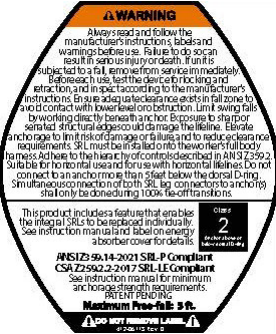 ⚠WARNING
Always read and follow the
manufacturer's instructions, labels and
warnings before use. Failure to do so can
result in serious injury or death. If unit is
subjected to a fall, remove from service immediately.
Before each use, test the device for locking and
retraction, and inspect according to the manufacturer's
instructions. Ensure adequate clearance exists in fall zone to
avoid contact with lower level or obstruction. Limit swing falls
by working directly beneath anchor. Exposure to sharp or
serrated structural edges could damage the lifeline. Elevate
anchorage to limit risk of damage or failure, and to reduce clearance
requirements. SRL must be installed onto the worker's full body
harness. Adhere to the hierarchy of controls described in ANSI Z359.2.
Suitable for horizontal use and for use with horizontal lifelines. Do not
connect to an anchor more than 5 feet below the dorsal D-ring.
Simultaneous connection of both SRL leg connectors to anchor(s)
shall only be done during 100% tie-off transitions.
This product includes a feature that enables
the integral SRLs to be replaced individually.
See instruction manual and label on energy
absorber cover for details.
Class
2
Anchor above or
below dorsal D-ring
ANSI Z359.14-2021 SRL-P Compliant
CSA Z259.2.2-2017 SRL-LE Compliant
See instruction manual for minimum
anchorage strength requirements.
PATENT PENDING
Maximum Free-fall: 5 ft.
⚠DO NOT REMOVE LABEL⚠